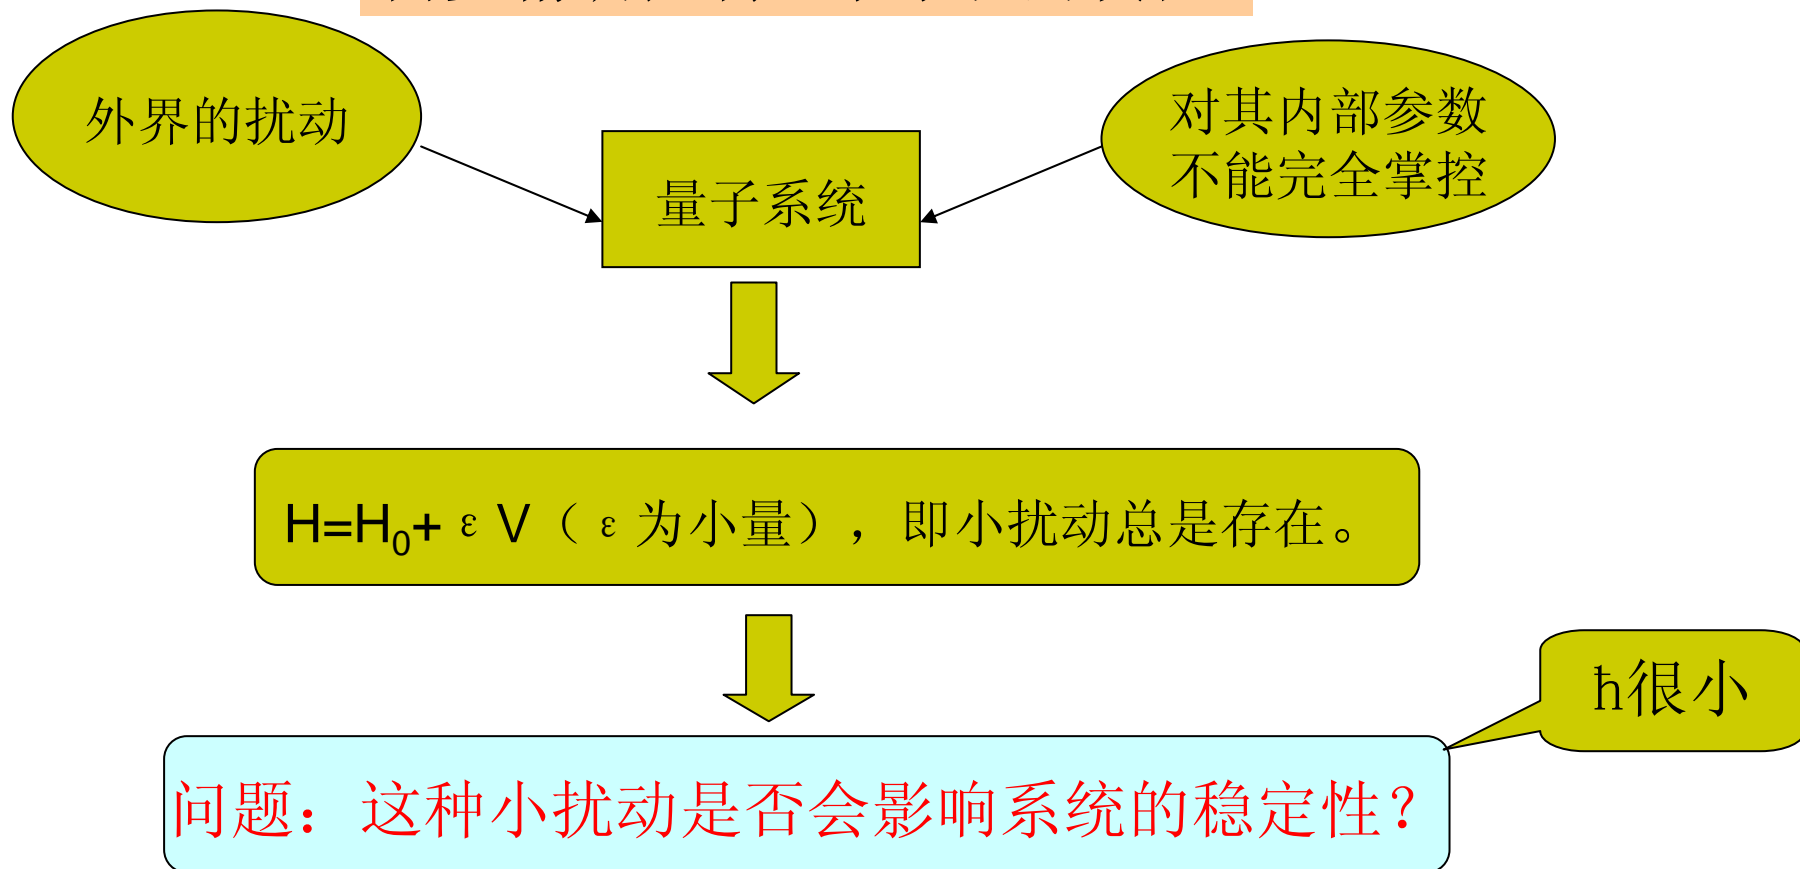 外界的扰动
对其内部参数
不能完全掌控
量子系统
H=H₀+εV（ε为小量），即小扰动总是存在。
ħ很小
问题：这种小扰动是否会影响系统的稳定性？